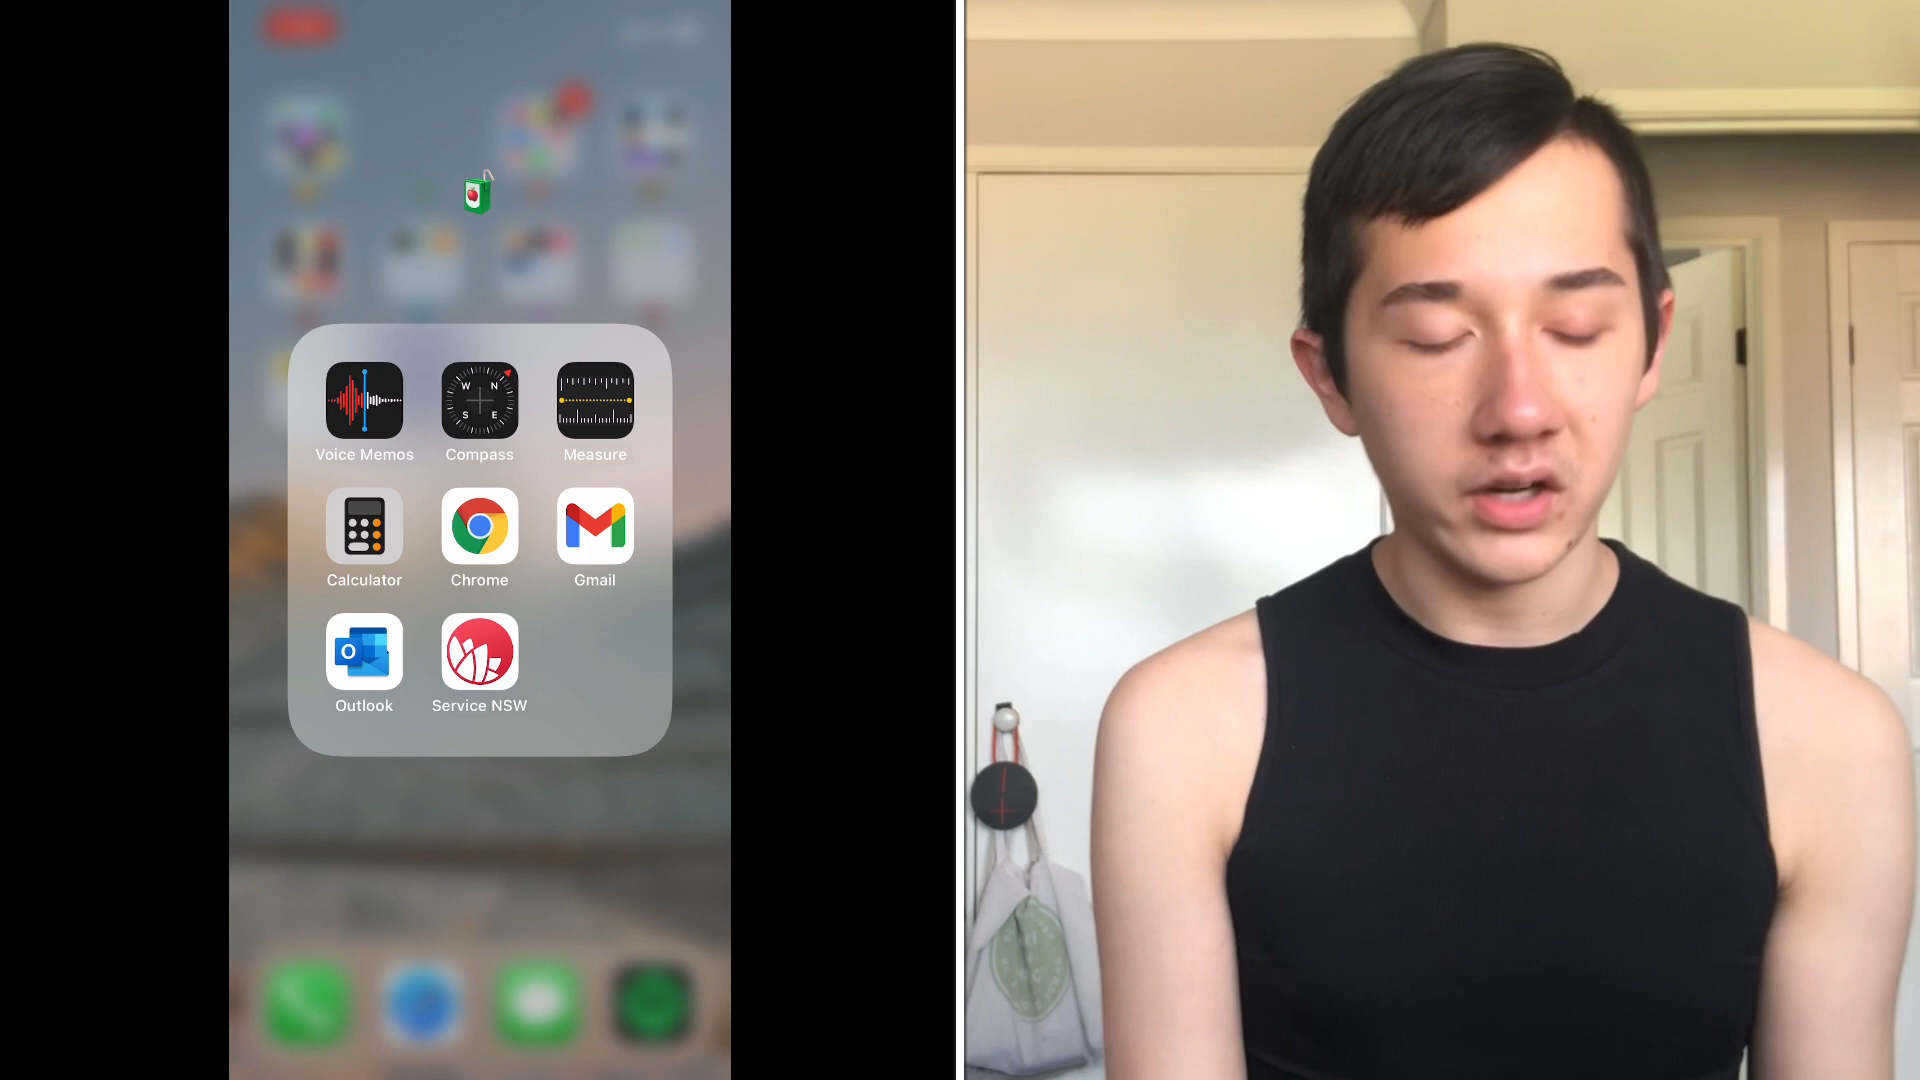 W N
S E
Voice Memos Compass Measure
Calculator Chrome Gmail
O
Outlook Service NSW